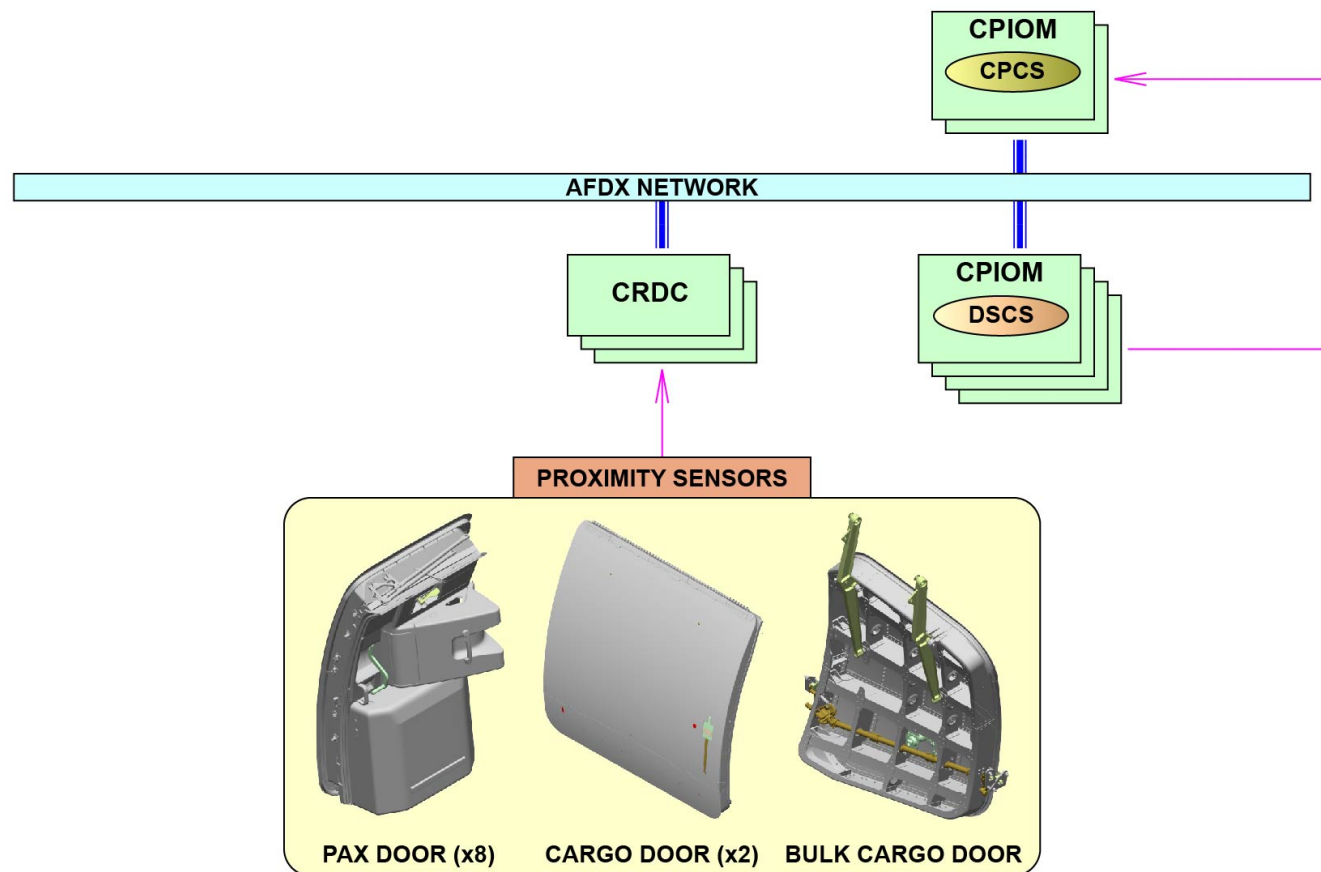 CPIOM
CPCS
AFDX NETWORK
CRDC
CPIOM
DSCS
PROXIMITY SENSORS
PAX DOOR (x8)
CARGO DOOR (x2)
BULK CARGO DOOR